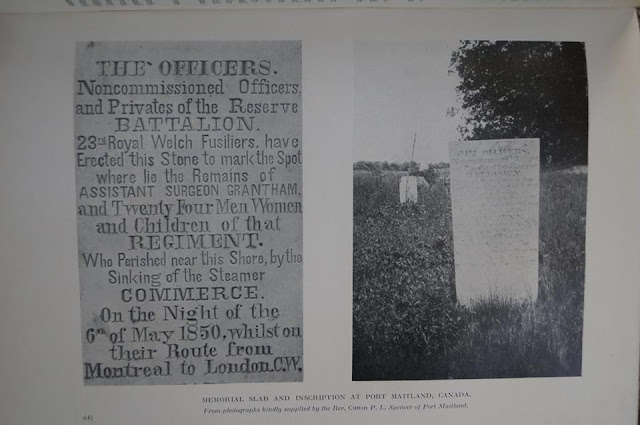 THE OFFICERS.
Noncommissioned Officers,
and Privates of the Reserve
BATTALION.
23rd Royal Welch Fusiliers, have
Erected this Stone to mark the Spot
where lie the Remains of
ASSISTANT SURGEON GRANTHAM,
and Twenty Four Men Women
and Children of that
REGIMENT.
Who Perished near this Shore, by the
Sinking of the Steamer
COMMERCE.
On the Night of the
6th of May 1850, whilst on
their Route from
Montreal to London. C.W.
THE OFFICERS,
MEMORIAL SLAB AND INSCRIPTION AT PORT MAITLAND, CANADA.
From photographs kindly supplied by the Rev. Canon P. L. Spencer of Port Maitland.
64]